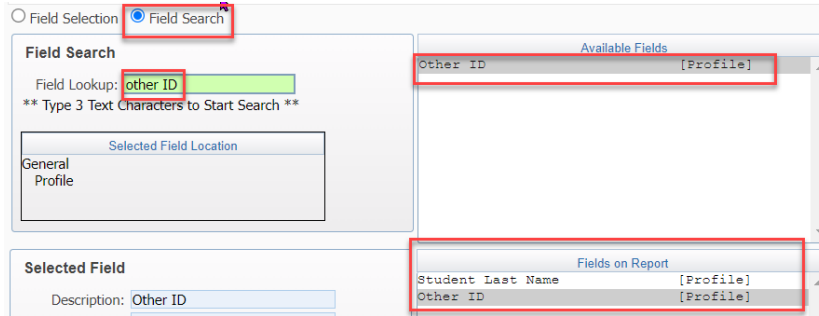 Field Selection Field Search
Field Search
Field Lookup: other ID
** Type 3 Text Characters to Start Search **
Selected Field Location
General
Profile
Available Fields
Other ID [Profile]
Selected Field
Description: Other ID
Fields on Report
Student Last Name [Profile]
Other ID [Profile]